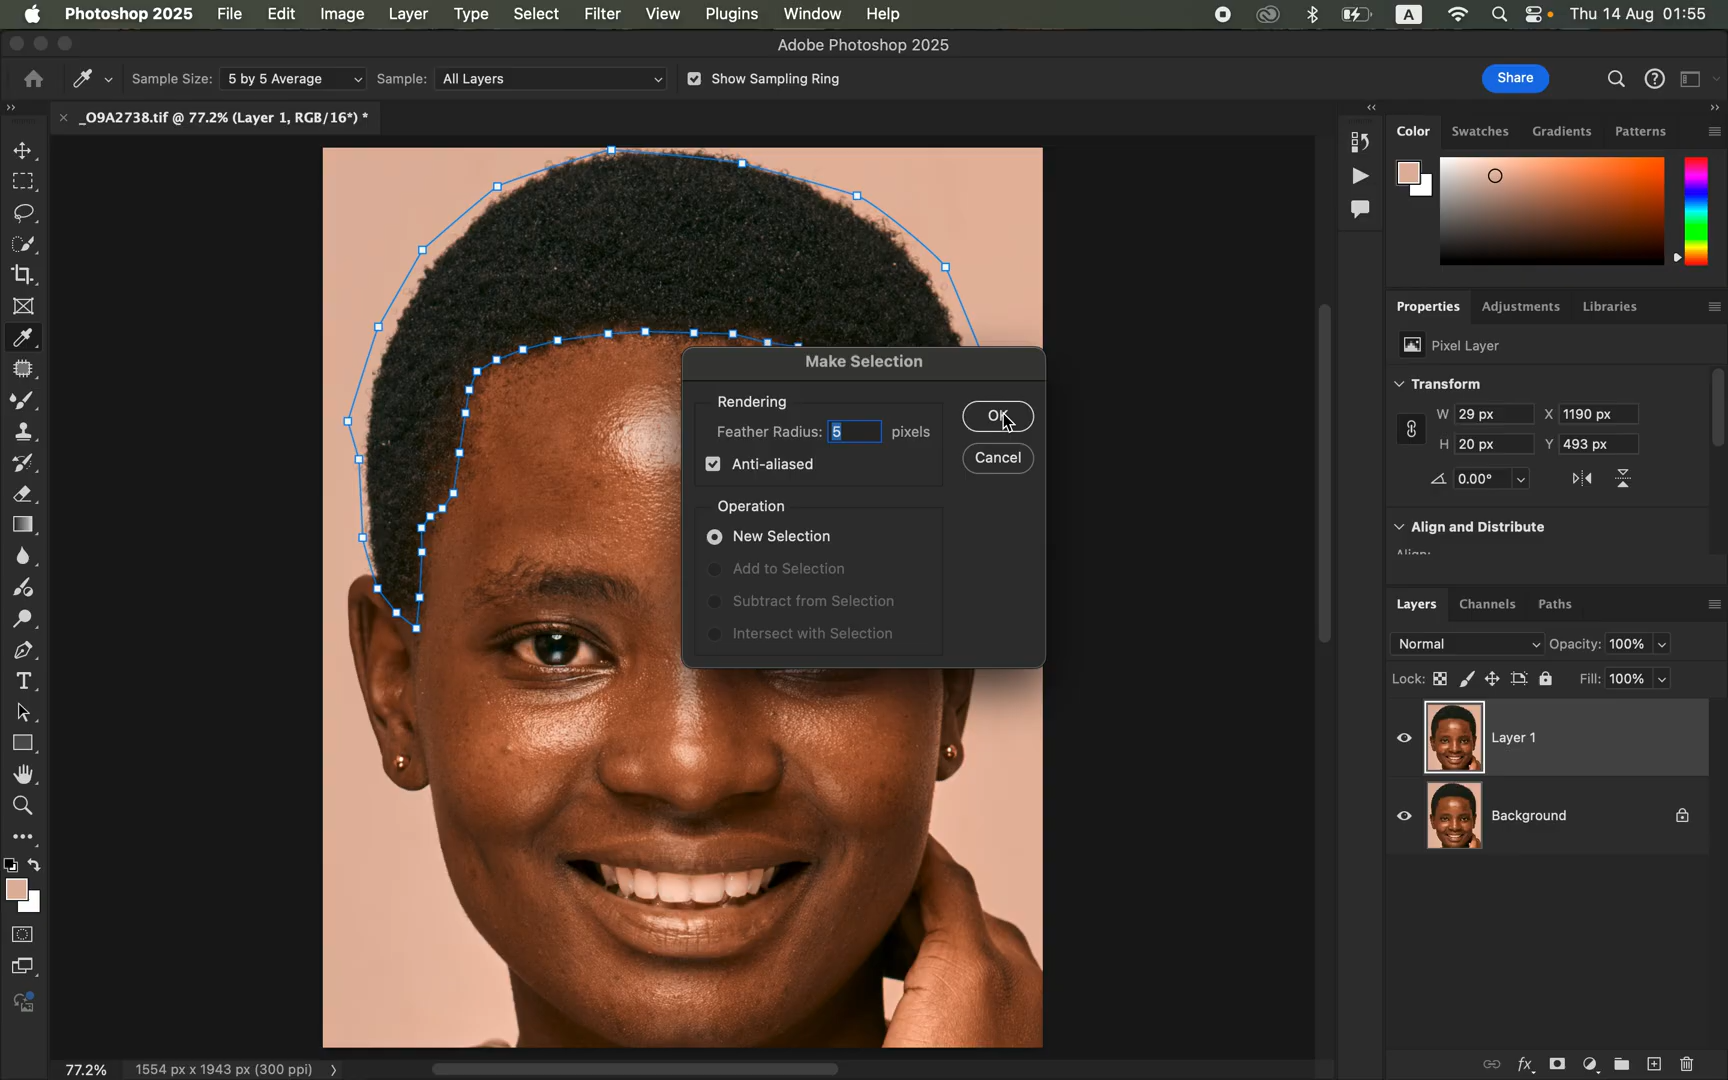 Photoshop 2025 File Edit Image Layer Type Select Filter View Plugins Window Help A Thu 14 Aug 01:55
Adobe Photoshop 2025
Sample Size: 5 by 5 Average Sample: All Layers Show Sampling Ring Share
_O9A2738.tif @ 77.2% (Layer 1, RGB/16*) *
Color Swatches Gradients Patterns
Properties Adjustments Libraries
Pixel Layer
Transform
W 29 px X 1190 px
H 20 px Y 493 px
0.00°
Align and Distribute
Align:
Make Selection
Rendering
Feather Radius: 5 pixels
Anti-aliased
OK
Cancel
Operation
New Selection
Add to Selection
Subtract from Selection
Intersect with Selection
Layers Channels Paths
Normal Opacity: 100%
Lock: Fill: 100%
Layer 1
Background
77.2% 1554 px x 1943 px (300 ppi)